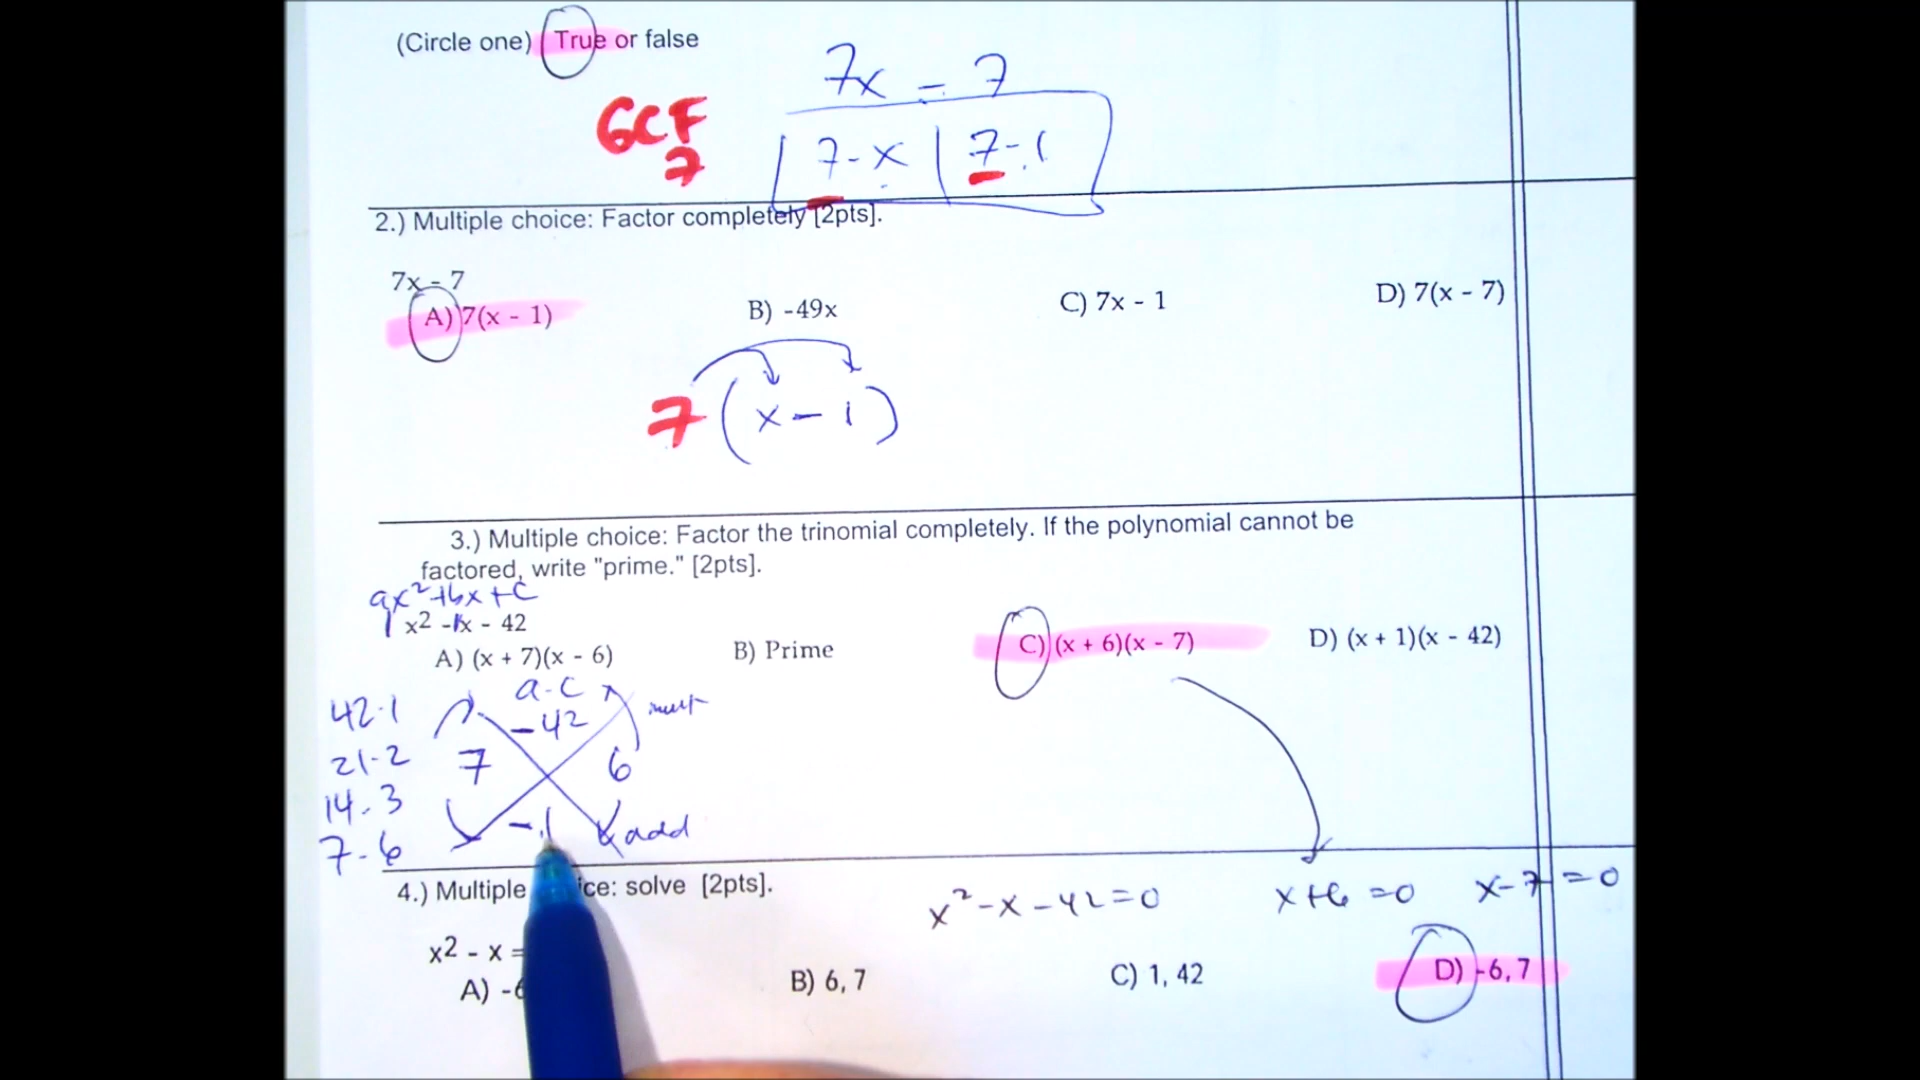 (Circle one) True or false
7x - 7
GCF
7
7 - x | 7 - 1
2.) Multiple choice: Factor completely [2pts].
7x - 7
A) 7(x - 1)
B) -49x
C) 7x - 1
D) 7(x - 7)
7(x - 1)
3.) Multiple choice: Factor the trinomial completely. If the polynomial cannot be
factored, write "prime." [2pts].
ax²+bx+c
1x2 -1x - 42
A) (x + 7)(x - 6)
B) Prime
C) (x + 6)(x - 7)
D) (x + 1)(x - 42)
a·c
-42
mult
42·1
21·2
14·3
7·6
7
6
-1
add
4.) Multiple
ce: solve [2pts].
x²-x-42=0
x+6=0
x-7=0
x2 - x =
A) -6
B) 6, 7
C) 1, 42
D) -6, 7